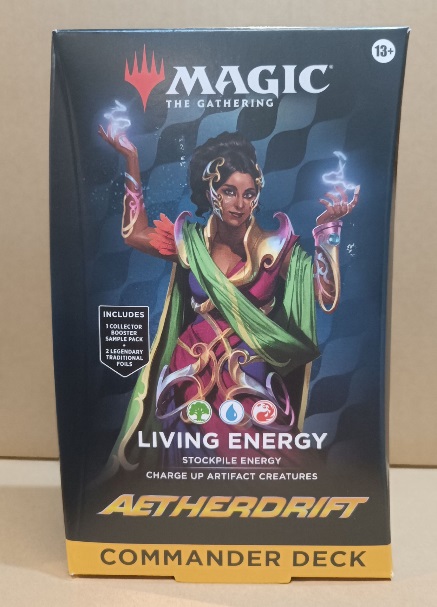 13+
MAGIC
THE GATHERING
INCLUDES
1 COLLECTOR
BOOSTER
SAMPLE PACK
+
2 LEGENDARY
TRADITIONAL
FOILS
LIVING ENERGY
STOCKPILE ENERGY
CHARGE UP ARTIFACT CREATURES
AETHERDRIFT
COMMANDER DECK